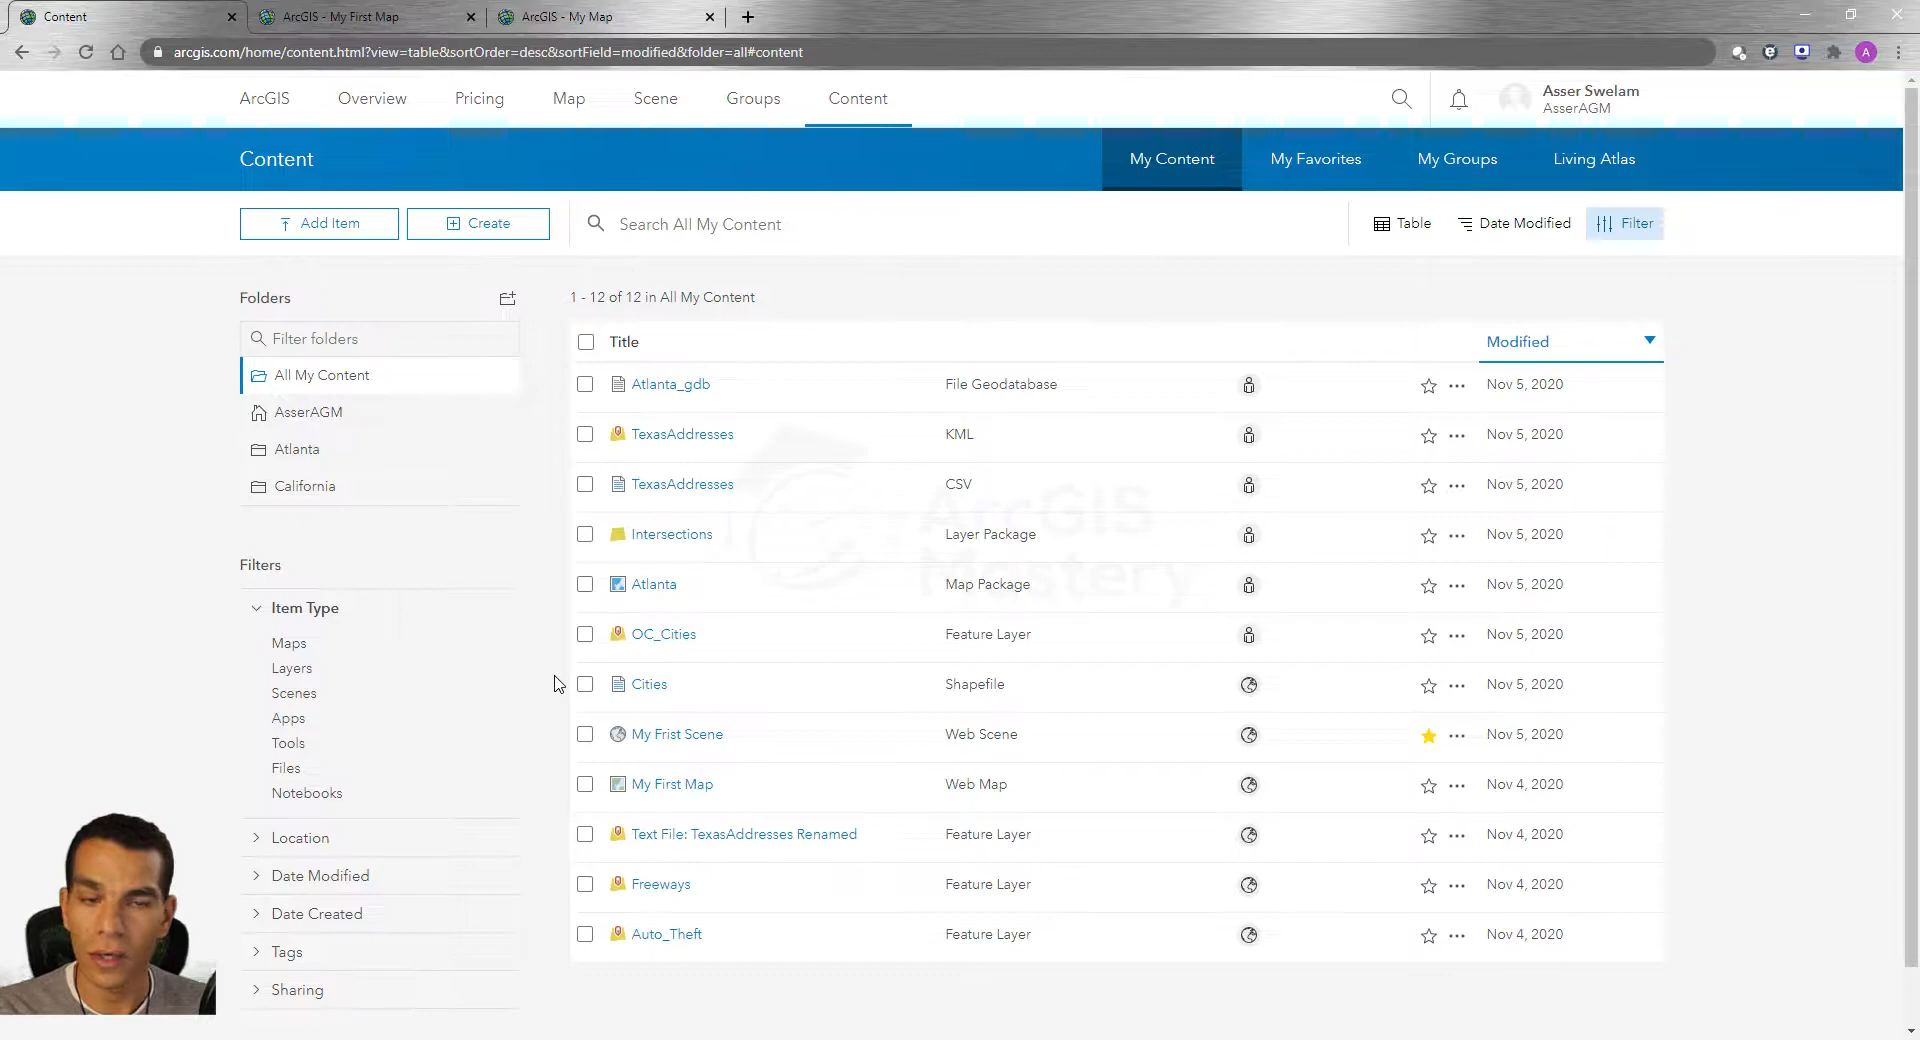 Content
ArcGIS - My First Map
ArcGIS - My Map
arcgis.com/home/content.html?view=table&sortOrder=desc&sortField=modified&folder=all#content
A
ArcGIS Overview Pricing Map Scene Groups Content
Asser Swelam
AsserAGM
Content
My Content My Favorites My Groups Living Atlas
Add Item Create Search All My Content Table Date Modified Filter
Folders
Filter folders
All My Content
AsserAGM
Atlanta
California
Filters
Item Type
Maps
Layers
Scenes
Apps
Tools
Files
Notebooks
Location
Date Modified
Date Created
Tags
Sharing
1 - 12 of 12 in All My Content
Title Modified
Atlanta_gdb File Geodatabase Nov 5, 2020
TexasAddresses KML Nov 5, 2020
TexasAddresses CSV Nov 5, 2020
Intersections Layer Package Nov 5, 2020
Atlanta Map Package Nov 5, 2020
OC_Cities Feature Layer Nov 5, 2020
Cities Shapefile Nov 5, 2020
My Frist Scene Web Scene Nov 5, 2020
My First Map Web Map Nov 4, 2020
Text File: TexasAddresses Renamed Feature Layer Nov 4, 2020
Freeways Feature Layer Nov 4, 2020
Auto_Theft Feature Layer Nov 4, 2020
ArcGIS
Mastery